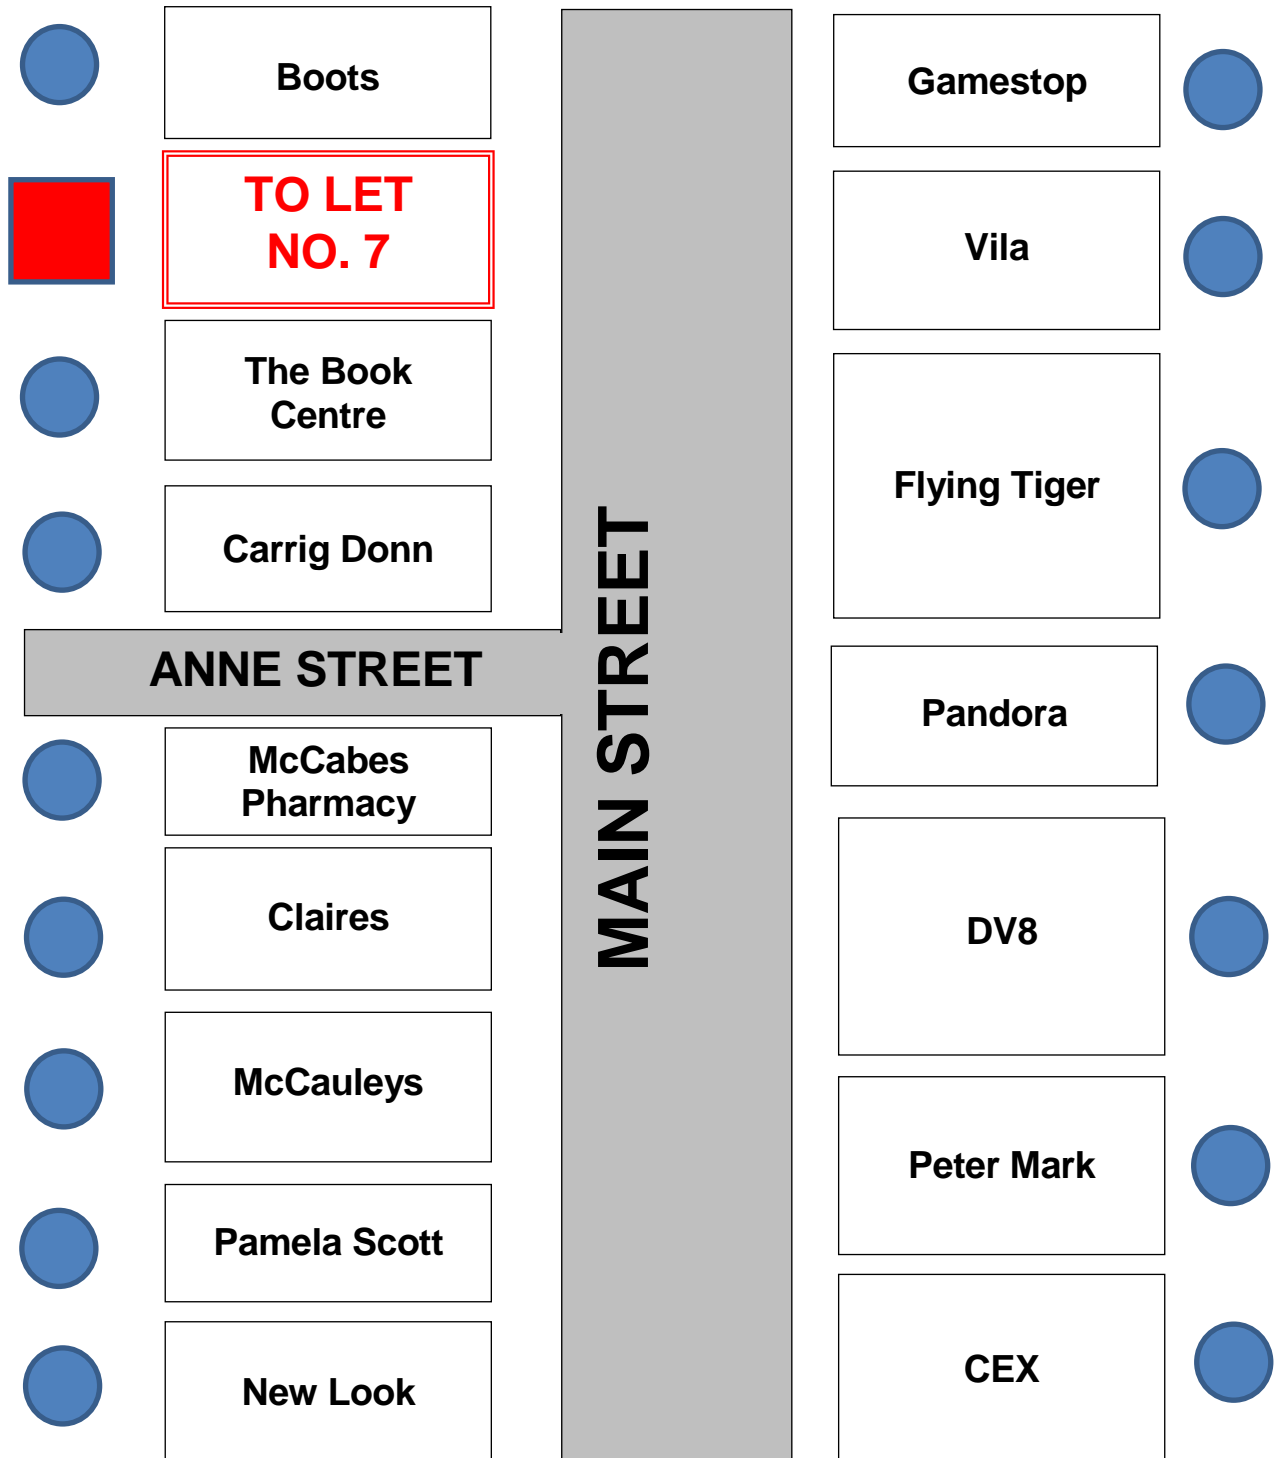 Boots
TO LET
NO. 7
The Book
Centre
Carrig Donn
ANNE STREET
McCabes
Pharmacy
Claires
McCauleys
Pamela Scott
New Look
MAIN STREET
Gamestop
Vila
Flying Tiger
Pandora
DV8
Peter Mark
CEX